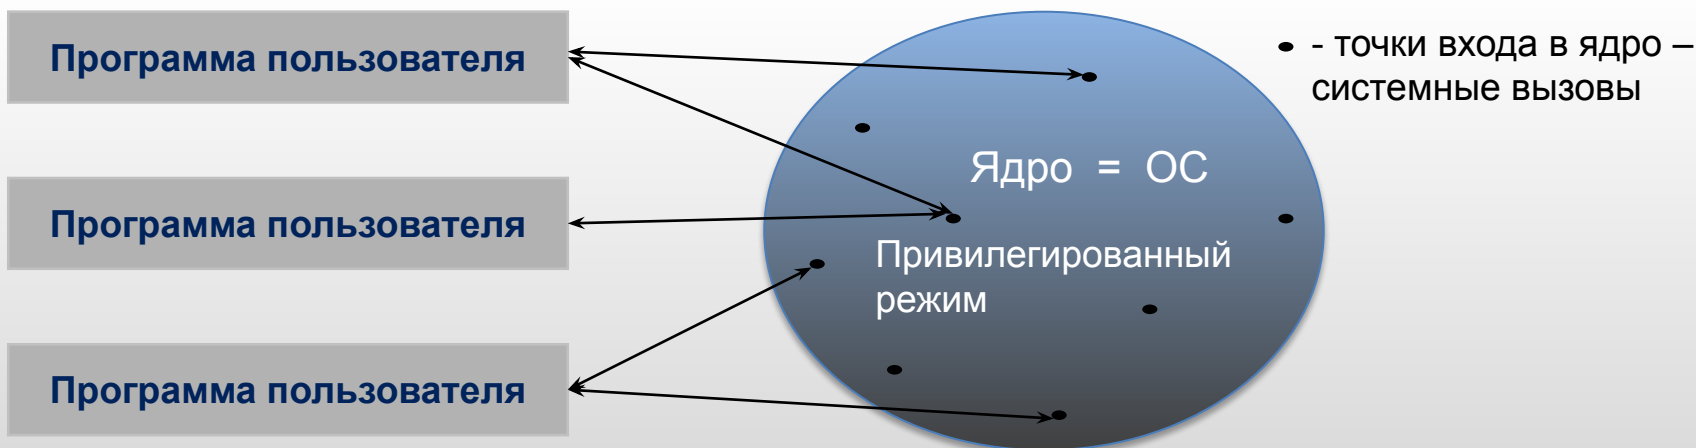 Программа пользователя
• - точки входа в ядро –
системные вызовы
Ядро = ОС
Программа пользователя
Привилегированный
режим
Программа пользователя